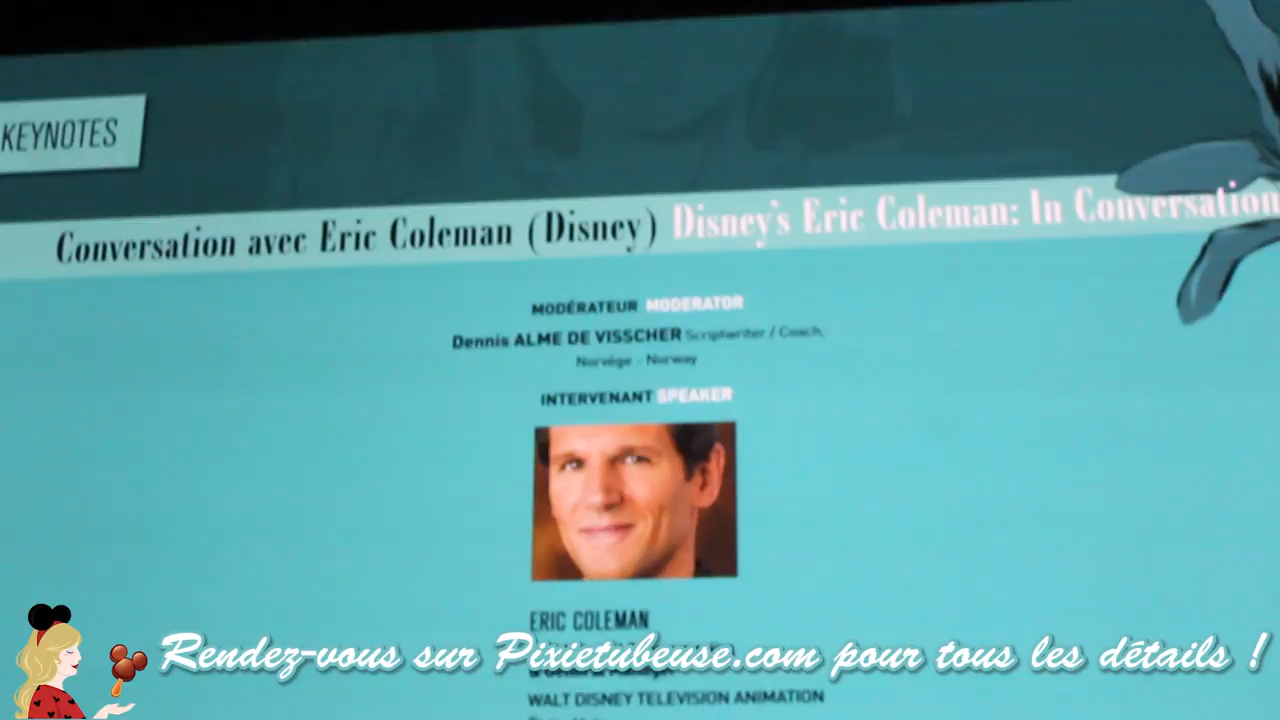 KEYNOTES
Conversation avec Eric Coleman (Disney) Disney's Eric Coleman: In Conversation
MODÉRATEUR MODERATOR
Dennis ALME DE VISSCHER Scriptwriter / Coach,
Norvège - Norway
INTERVENANT SPEAKER
ERIC COLEMAN
Rendez-vous sur Pixietubeuse.com pour tous les détails !
WALT DISNEY TELEVISION ANIMATION